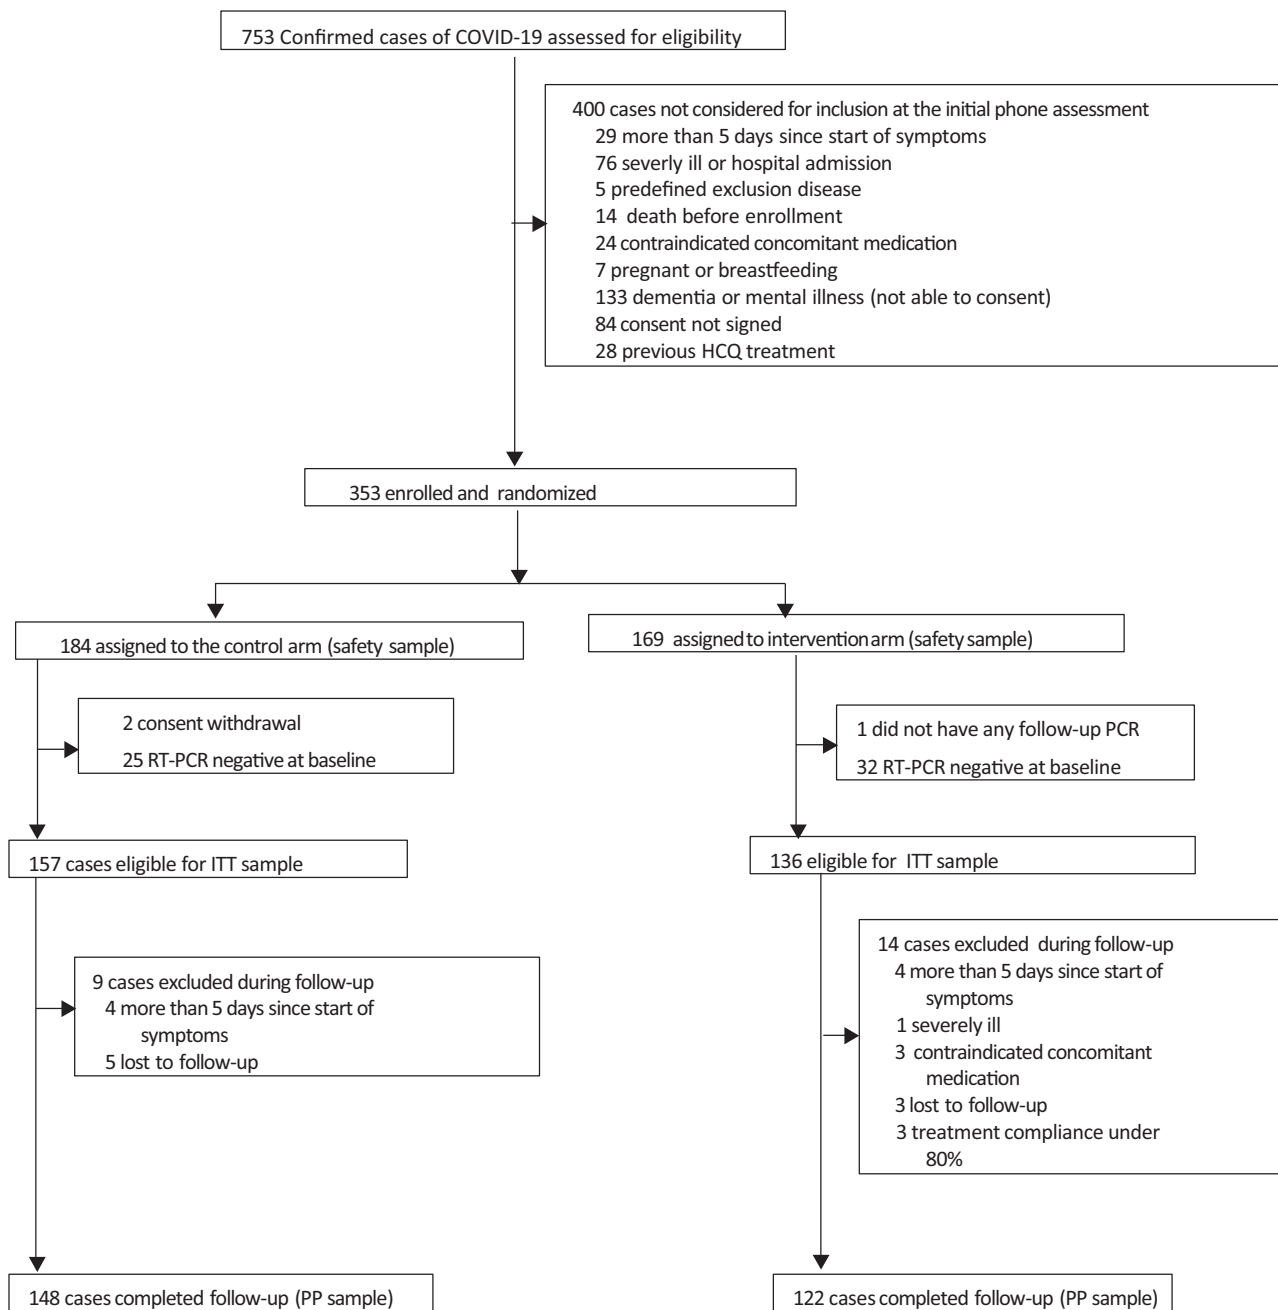 753 Confirmed cases of COVID-19 assessed for eligibility
400 cases not considered for inclusion at the initial phone assessment
29 more than 5 days since start of symptoms
76 severly ill or hospital admission
5 predefined exclusion disease
14 death before enrollment
24 contraindicated concomitant medication
7 pregnant or breastfeeding
133 dementia or mental illness (not able to consent)
84 consent not signed
28 previous HCQ treatment
353 enrolled and randomized
184 assigned to the control arm (safety sample)
2 consent withdrawal
25 RT-PCR negative at baseline
157 cases eligible for ITT sample
9 cases excluded during follow-up
4 more than 5 days since start of
symptoms
5 lost to follow-up
148 cases completed follow-up (PP sample)
169 assigned to intervention arm (safety sample)
1 did not have any follow-up PCR
32 RT-PCR negative at baseline
136 eligible for ITT sample
14 cases excluded during follow-up
4 more than 5 days since start of
symptoms
1 severely ill
3 contraindicated concomitant
medication
3 lost to follow-up
3 treatment compliance under
80%
122 cases completed follow-up (PP sample)